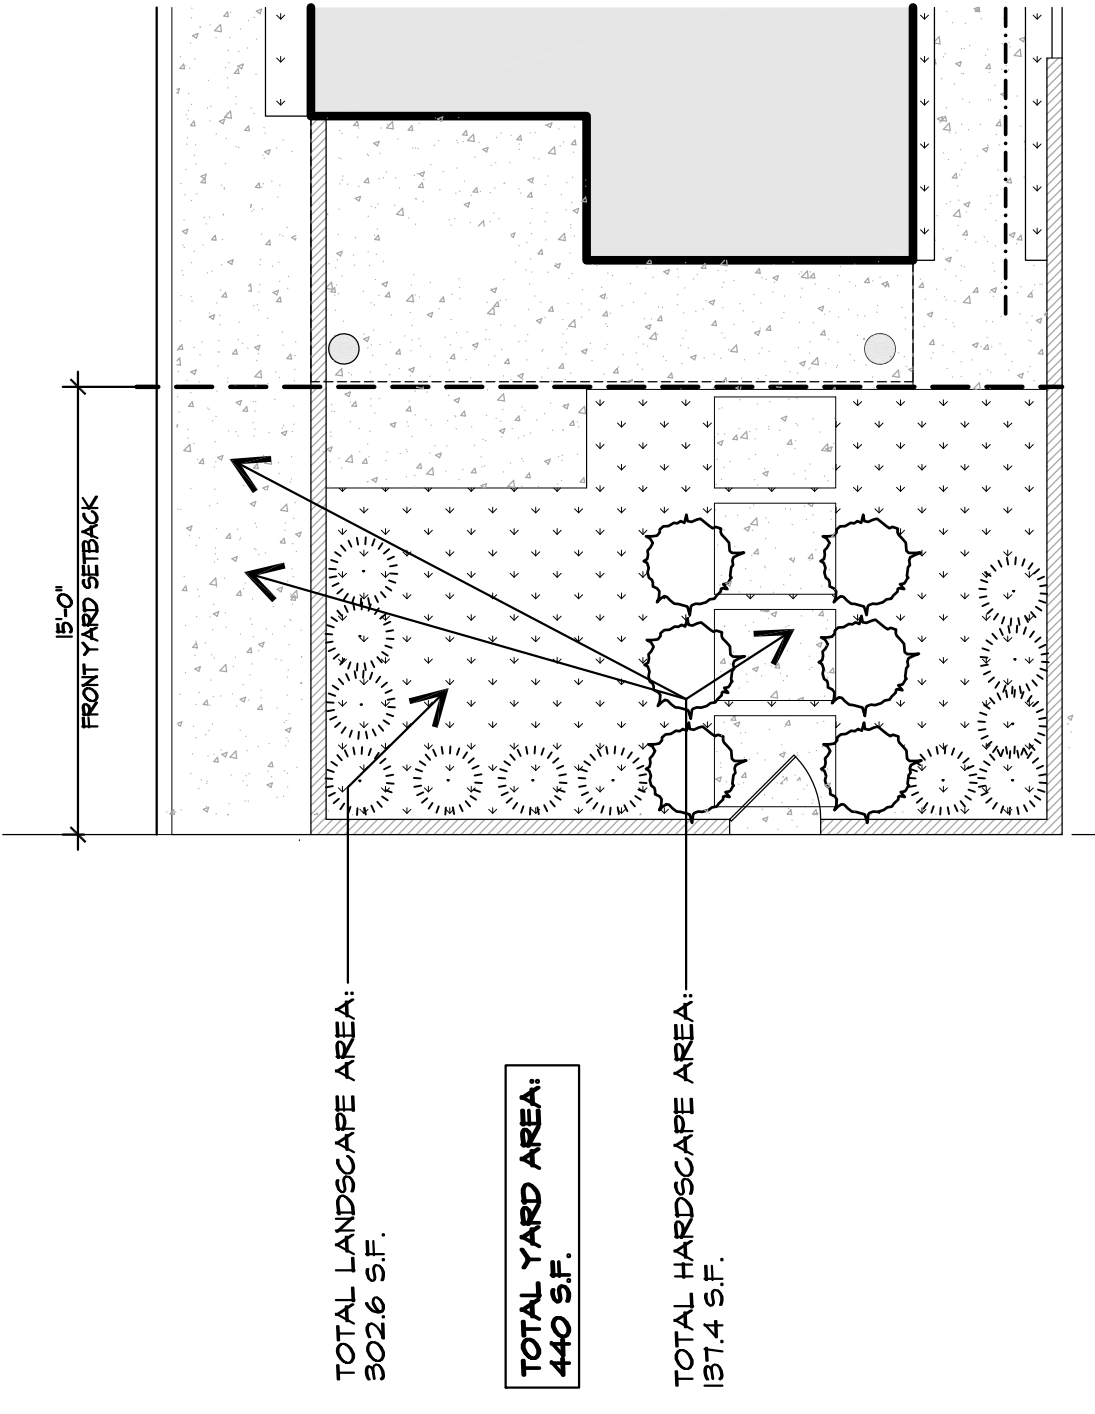 15'-0"
FRONT YARD SETBACK
TOTAL LANDSCAPE AREA:
302.6 S.F.
TOTAL YARD AREA:
440 S.F.
TOTAL HARDSCAPE AREA:
137.4 S.F.